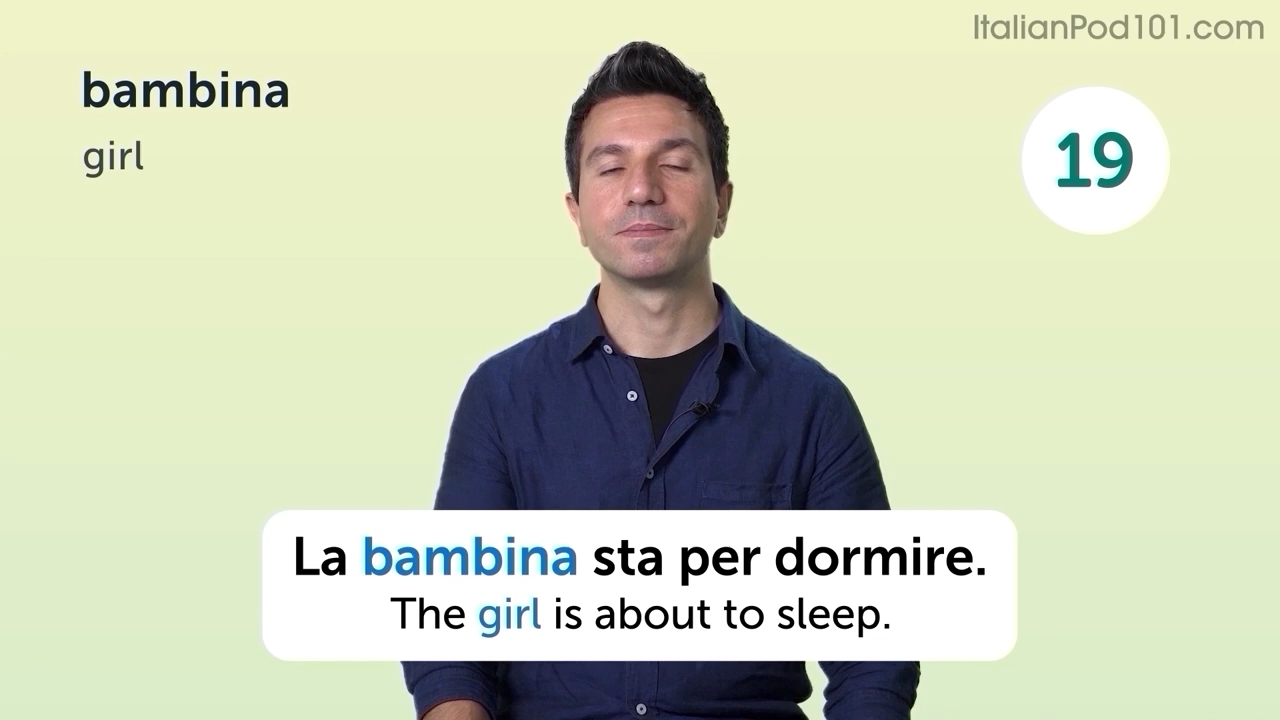 ItalianPod101.com
bambina
girl
19
La bambina sta per dormire.
The girl is about to sleep.